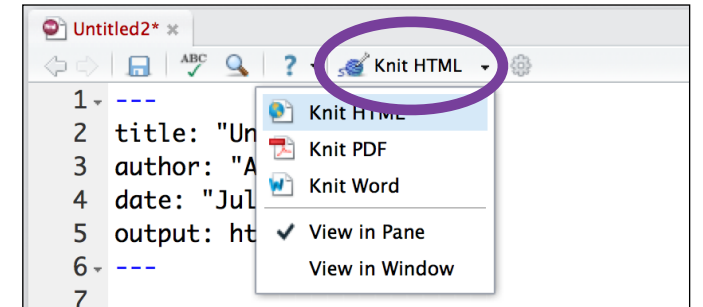 Untitled2*
ABC ? Knit HTML
1 ---
Knit HTML
2 title: "Un
Knit PDF
3 author: "A
Knit Word
4 date: "Jul
5 output: ht
View in Pane
6 ---
View in Window
7